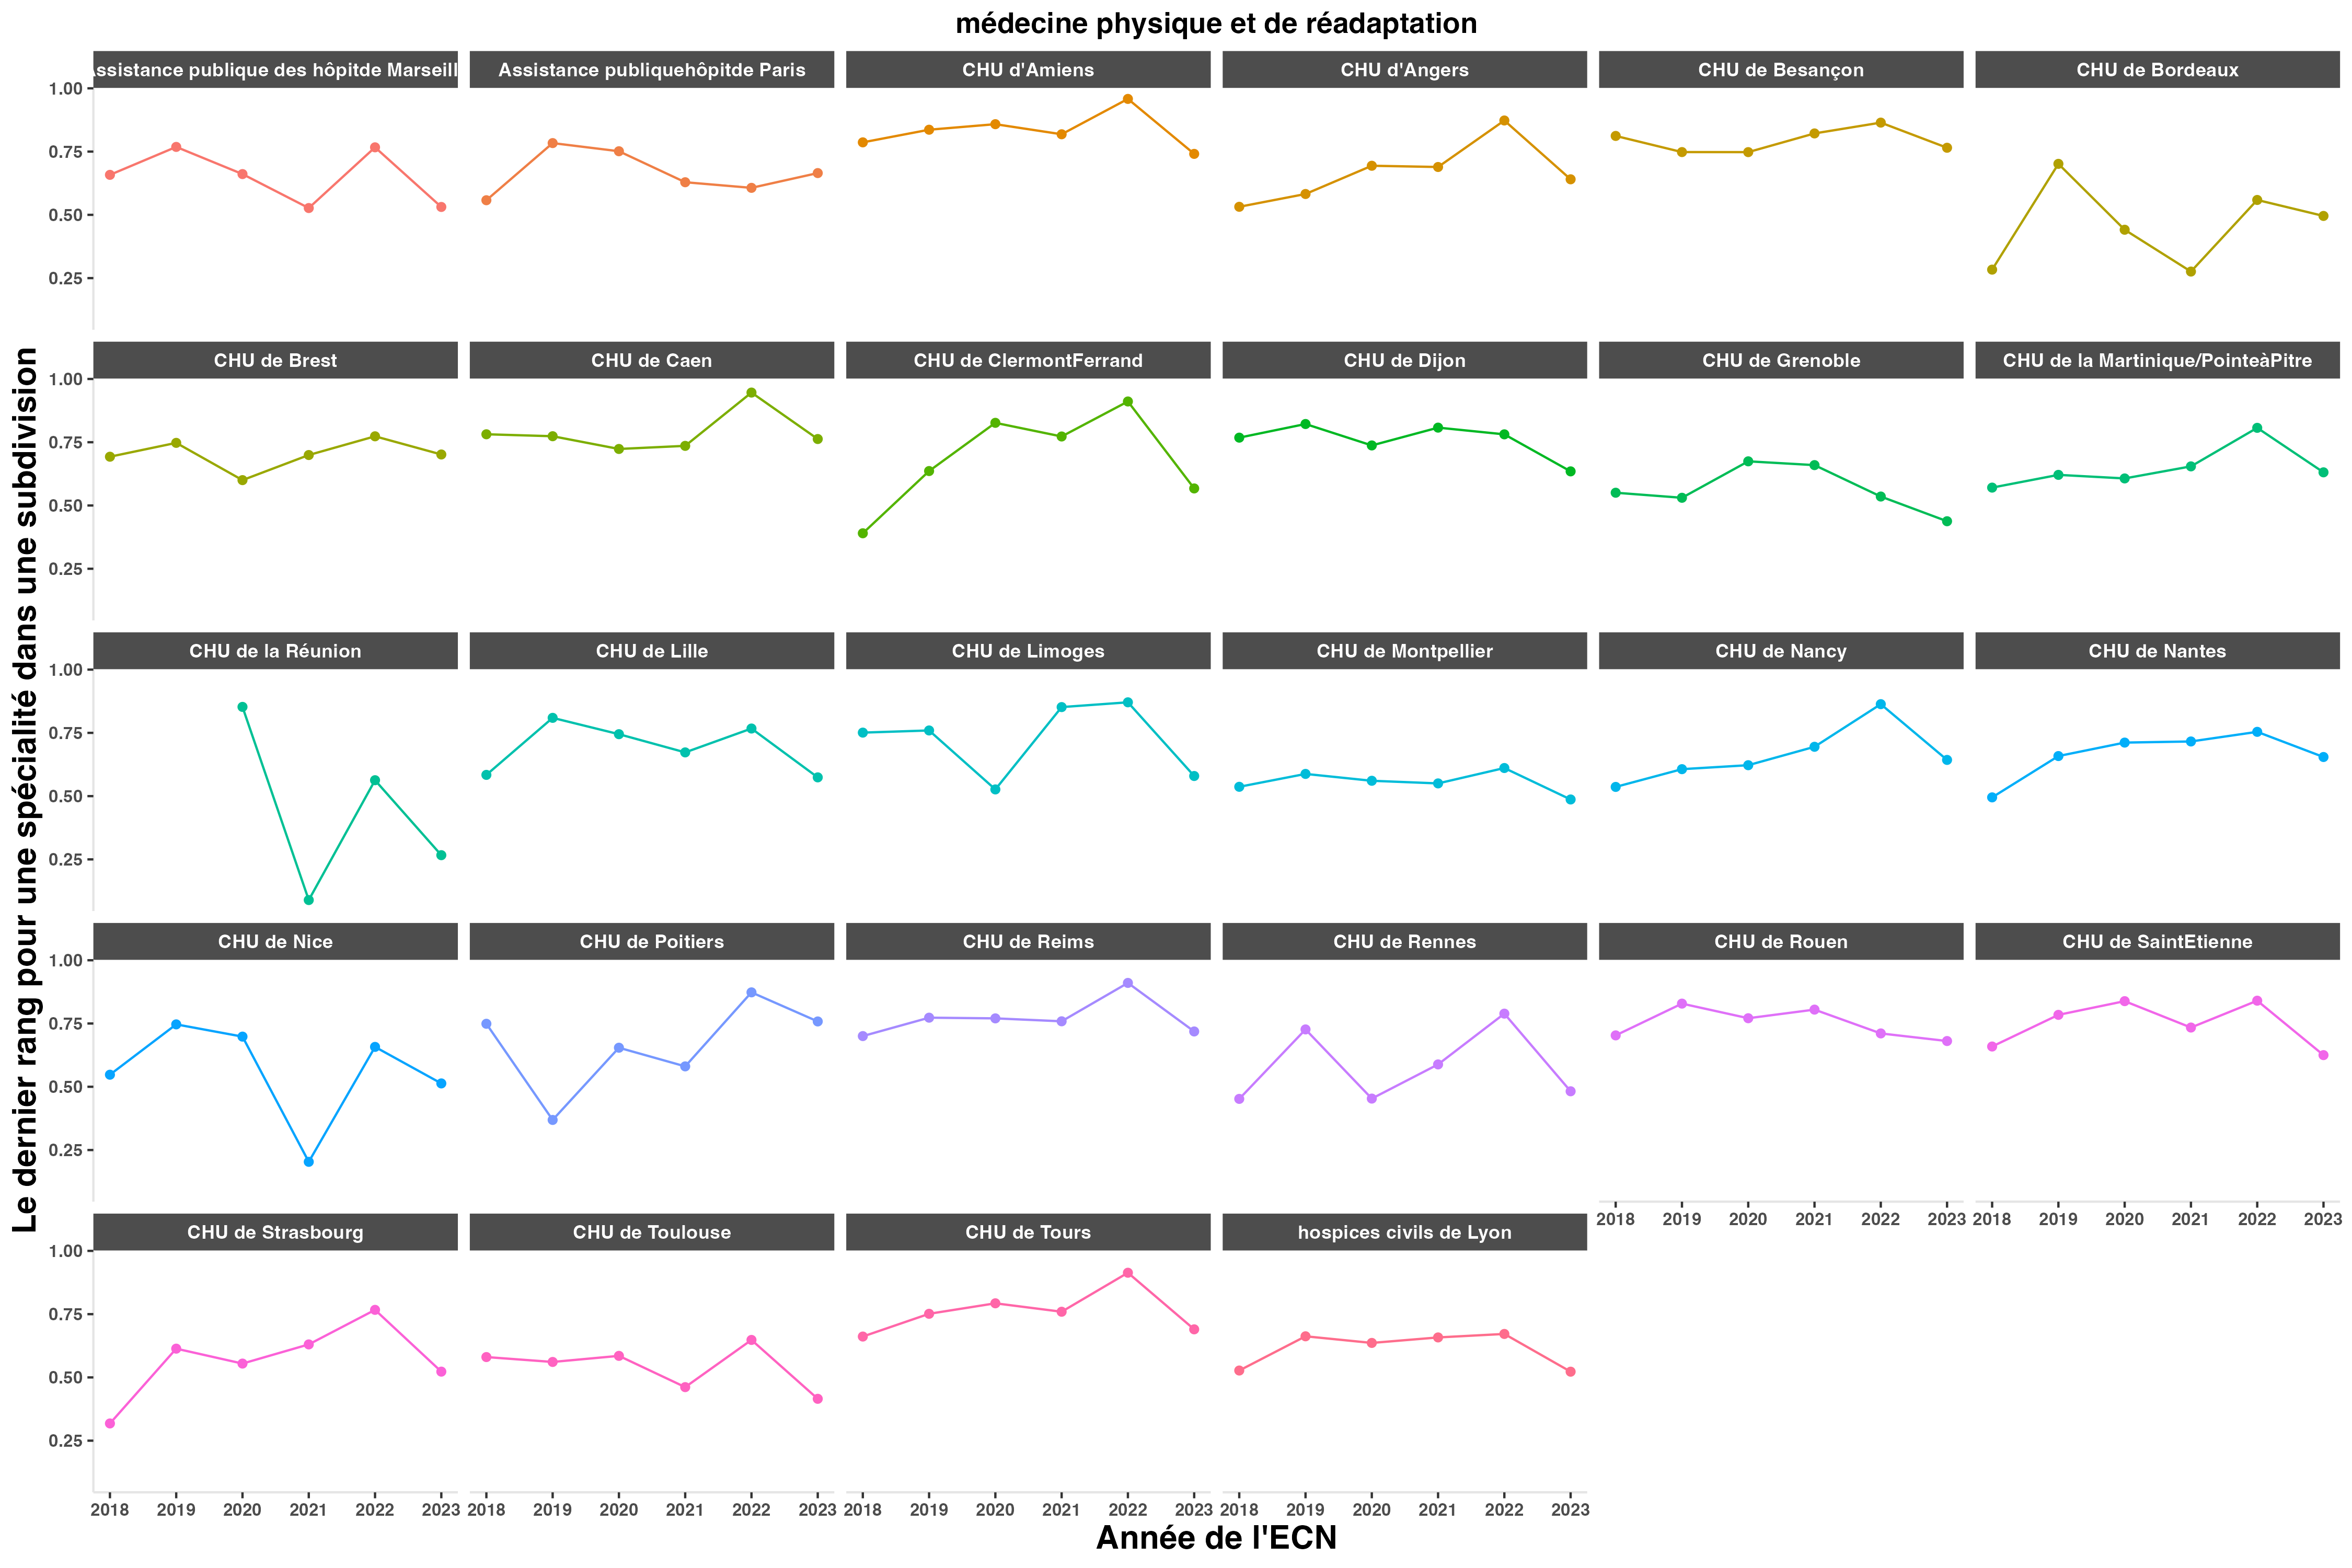 médecine physique et de réadaptation
Assistance publique des hôpitde Marseill
Assistance publiquehôpitde Paris
CHU d'Amiens
CHU d'Angers
CHU de Besançon
CHU de Bordeaux
1.00
0.75
0.50
0.25
CHU de Brest
CHU de Caen
CHU de ClermontFerrand
CHU de Dijon
CHU de Grenoble
CHU de la Martinique/PointeàPitre
1.00
0.75
0.50
0.25
CHU de la Réunion
CHU de Lille
CHU de Limoges
CHU de Montpellier
CHU de Nancy
CHU de Nantes
1.00
0.75
0.50
0.25
CHU de Nice
CHU de Poitiers
CHU de Reims
CHU de Rennes
CHU de Rouen
CHU de SaintEtienne
1.00
0.75
0.50
0.25
2018 2019 2020 2021 2022 2023
2018 2019 2020 2021 2022 2023
CHU de Strasbourg
CHU de Toulouse
CHU de Tours
hospices civils de Lyon
1.00
0.75
0.50
0.25
2018 2019 2020 2021 2022 2023
2018 2019 2020 2021 2022 2023
2018 2019 2020 2021 2022 2023
2018 2019 2020 2021 2022 2023
Année de l'ECN
Le dernier rang pour une spécialité dans une subdivision